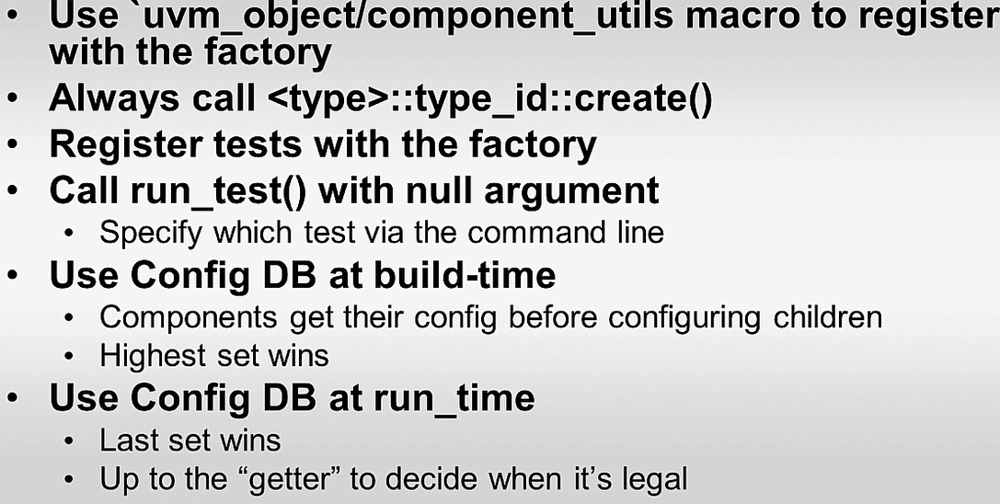 • Use `uvm_object/component_utils macro to register
with the factory
• Always call <type>::type_id::create()
• Register tests with the factory
• Call run_test() with null argument
• Specify which test via the command line
• Use Config DB at build-time
• Components get their config before configuring children
• Highest set wins
• Use Config DB at run_time
• Last set wins
• Up to the “getter” to decide when it’s legal